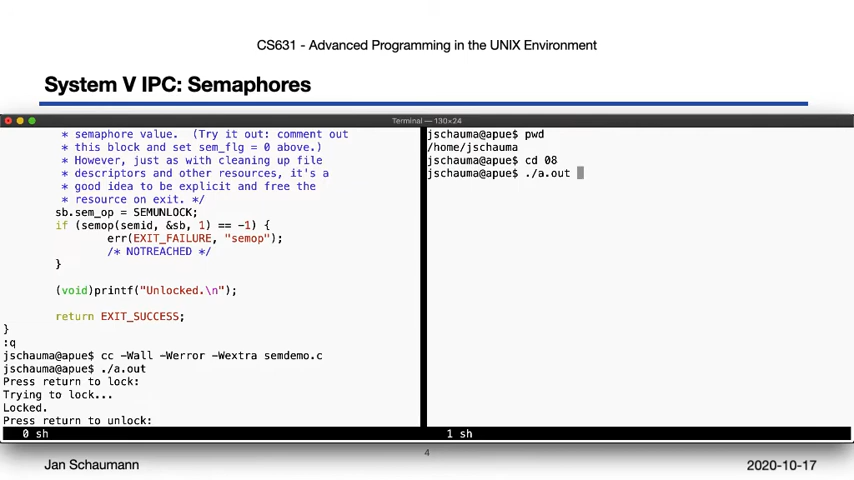 CS631 - Advanced Programming in the UNIX Environment
System V IPC: Semaphores
Terminal — 130×24
* semaphore value.  (Try it out: comment out
* this block and set sem_flg = 0 above.)
* However, just as with cleaning up file
* descriptors and other resources, it's a
* good idea to be explicit and free the
* resource on exit. */
sb.sem_op = SEMUNLOCK;
if (semop(semid, &sb, 1) == -1) {
err(EXIT_FAILURE, "semop");
/* NOTREACHED */
}
(void)printf("Unlocked.\n");
return EXIT_SUCCESS;
}
:q
jschauma@apue$ cc -Wall -Werror -Wextra semdemo.c
jschauma@apue$ ./a.out
Press return to lock:
Trying to lock...
Locked.
Press return to unlock:
0 sh
jschauma@apue$ pwd
/home/jschauma
jschauma@apue$ cd 08
jschauma@apue$ ./a.out
1 sh
4
Jan Schaumann
2020-10-17